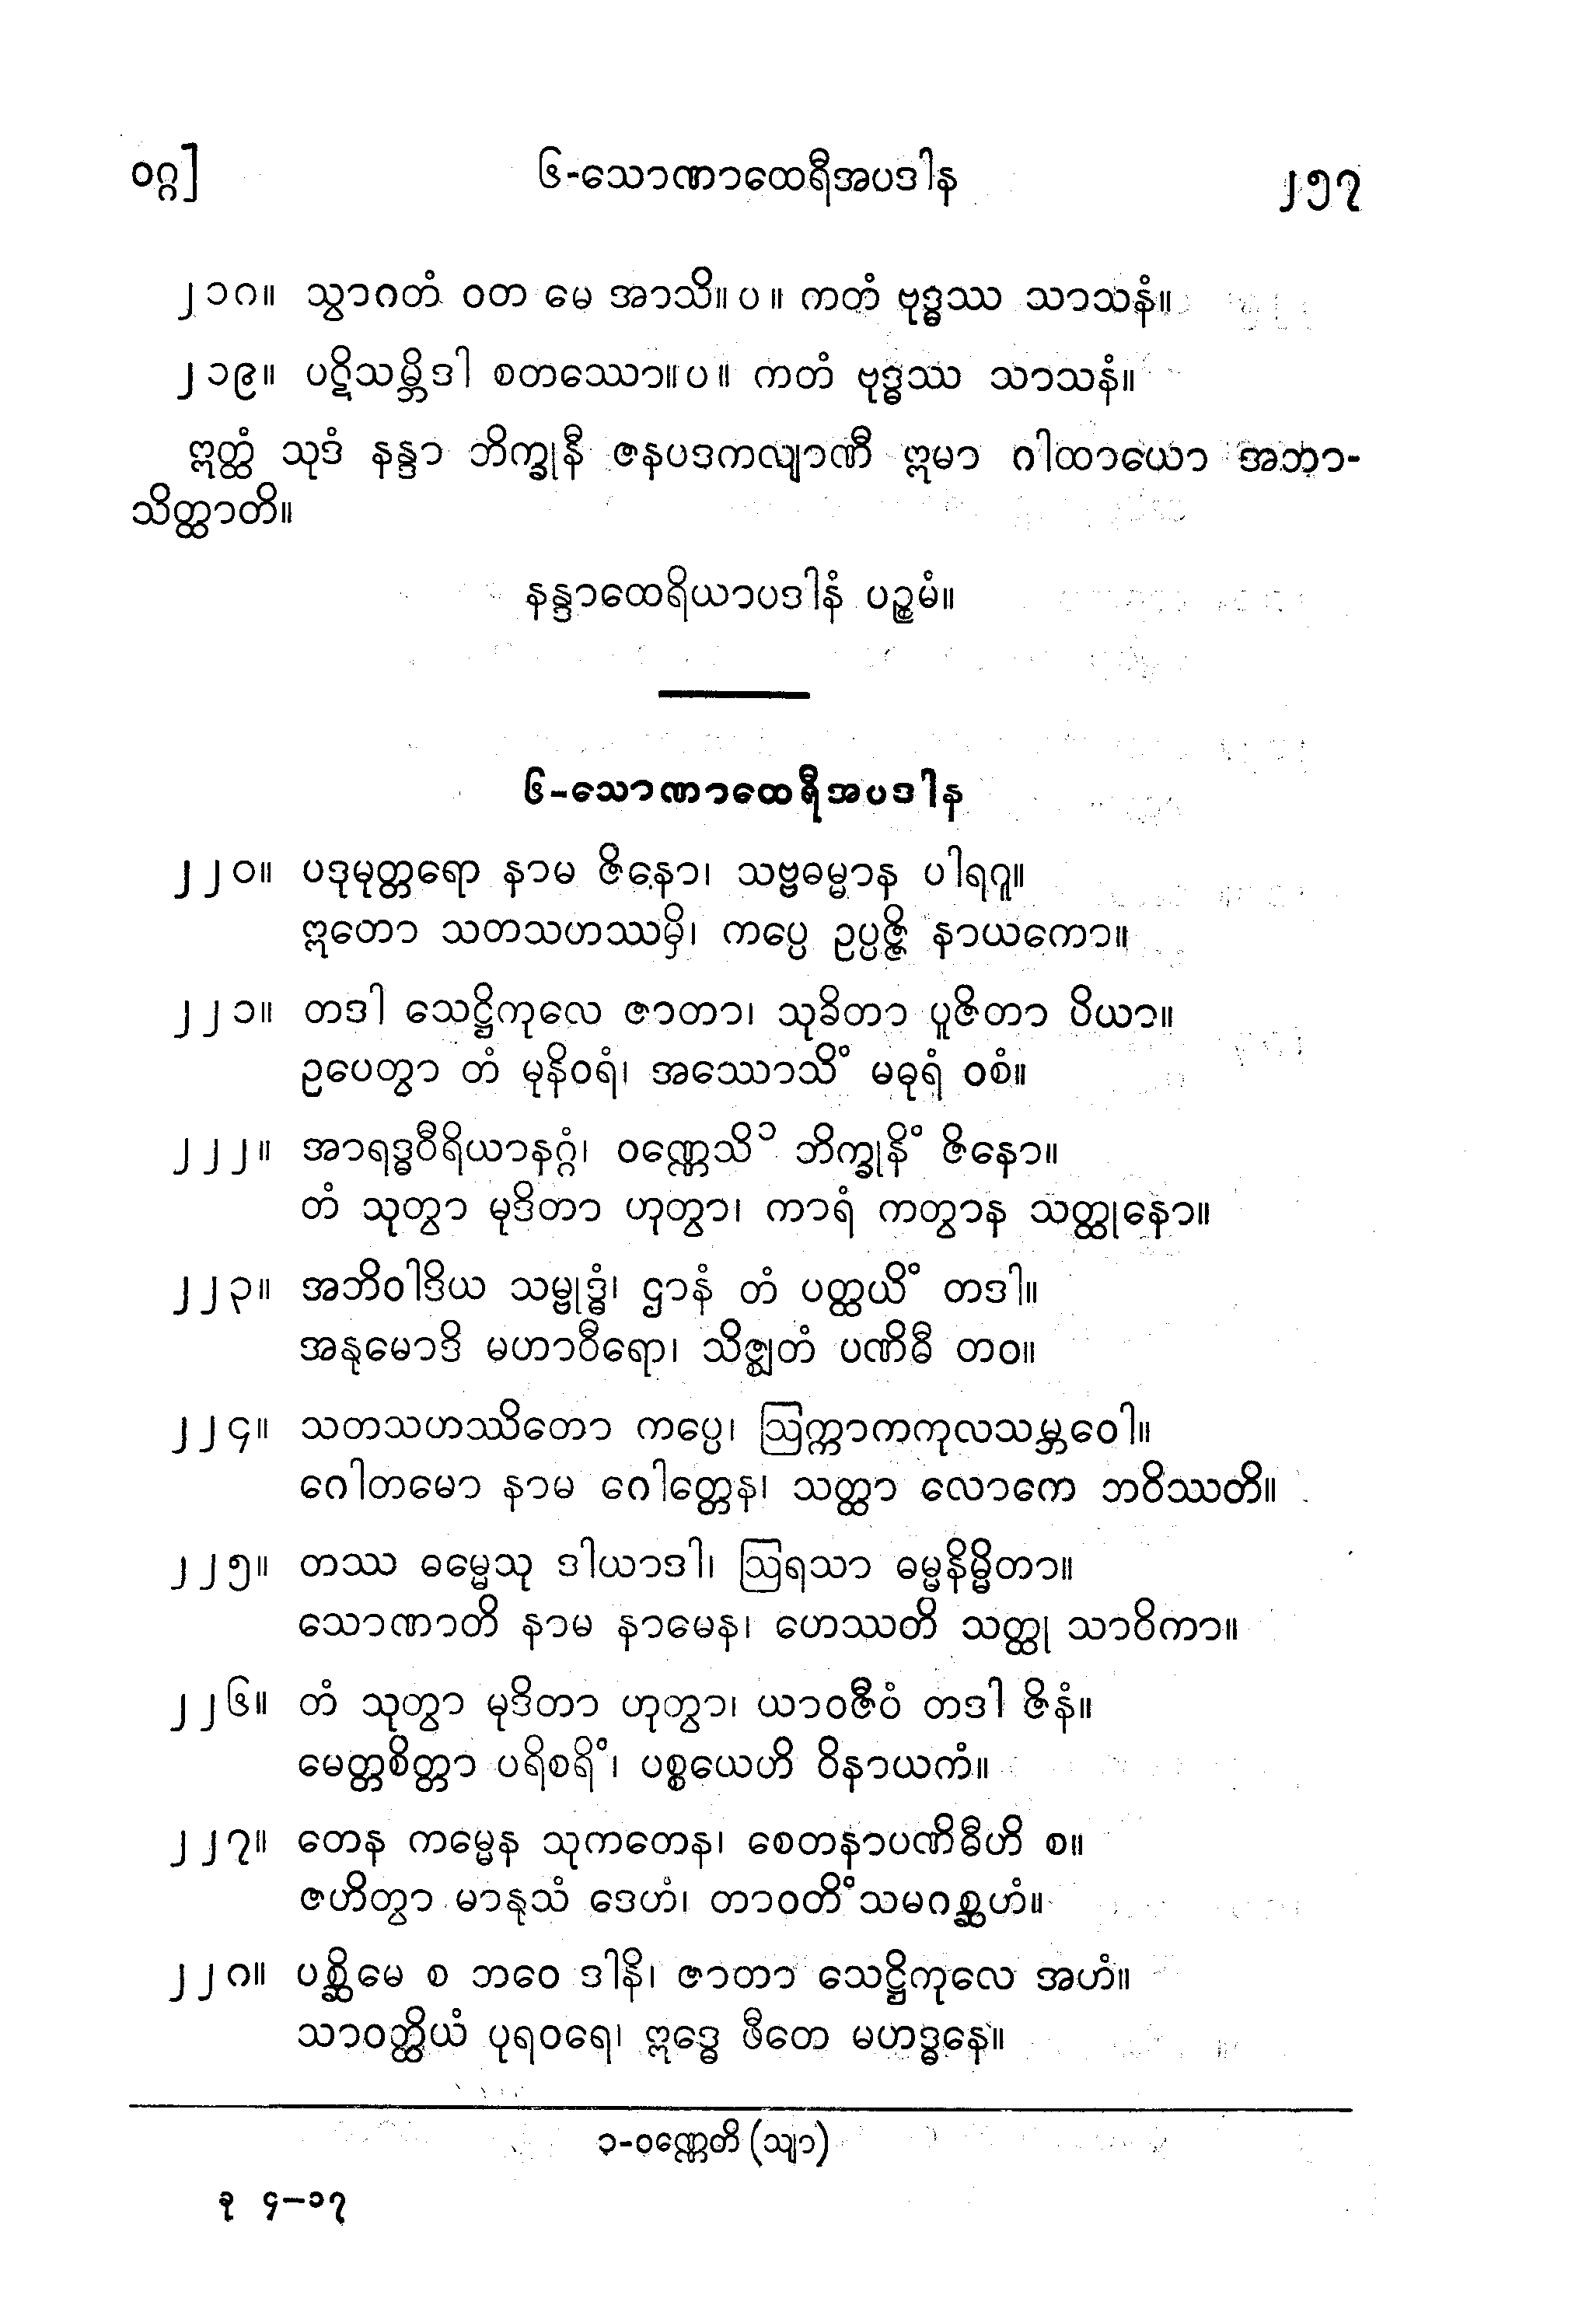 ဝဂ္ဂ]
၆-သောဏာထေရီအပဒါန
၂၅၇
၂၁၈။ သွာဂတံ ဝတ မေ အာသိ။ ပ ။ ကတံ ဗုဒ္ဓဿ သာသနံ။
၂၁၉။ ပဋိသမ္ဘိဒါ စတဿော။ ပ ။ ကတံ ဗုဒ္ဓဿ သာသနံ။
ဣတ္ထံ သုဒံ နန္ဒာ ဘိက္ခုနီ ဇနပဒကလျာဏီ ဣမာ ဂါထာယော အဘာ-
သိတ္ထာတိ။
နန္ဒာထေရိယာပဒါနံ ပဉ္စမံ။
၆-သောဏာထေရီအပဒါန
၂၂၀။ ပဒုမုတ္တရော နာမ ဇိနော၊ သဗ္ဗဓမ္မာန ပါရဂူ။
ဣတော သတသဟဿမှိ၊ ကပ္ပေ ဥပ္ပဇ္ဇိ နာယကော။
၂၂၁။ တဒါ သေဋ္ဌိကုလေ ဇာတာ၊ သုခိတာ ပူဇိတာ ပိယာ။
ဥပေတွာ တံ မုနိဝရံ၊ အဿောသိံ မဓုရံ ဝစံ။
၂၂၂။ အာရဒ္ဓဝီရိယာနဂ္ဂံ၊ ဝဏ္ဏေသိ ၁ ဘိက္ခုနိံ ဇိနော။
တံ သုတွာ မုဒိတာ ဟုတွာ၊ ကာရံ ကတွာန သတ္ထုနော။
၂၂၃။ အဘိဝါဒိယ သမ္ဗုဒ္ဓံ၊ ဌာနံ တံ ပတ္ထယိံ တဒါ။
အနုမောဒိ မဟာဝီရော၊ သိဇ္ဈတံ ပဏိဓီ တဝ။
၂၂၄။ သတသဟဿိတော ကပ္ပေ၊ ဩက္ကာကကုလသမ္ဘဝေါ။
ဂေါတမော နာမ ဂေါတ္တေန၊ သတ္ထာ လောကေ ဘဝိဿတိ။
၂၂၅။ တဿ ဓမ္မေသု ဒါယာဒါ၊ ဩရသာ ဓမ္မနိမ္မိတာ။
သောဏာတိ နာမ နာမေန၊ ဟေဿတိ သတ္ထု သာဝိကာ။
၂၂၆။ တံ သုတွာ မုဒိတာ ဟုတွာ၊ ယာဝဇီဝံ တဒါ ဇိနံ။
မေတ္တစိတ္တာ ပရိစရိံ၊ ပစ္စယေဟိ ဝိနာယကံ။
၂၂၇။ တေန ကမ္မေန သုကတေန၊ စေတနာပဏိဓီဟိ စ။
ဇဟိတွာ မာနုသံ ဒေဟံ၊ တာဝတိံသမဂစ္ဆဟံ။
၂၂၈။ ပစ္ဆိမေ စ ဘဝေ ဒါနိ၊ ဇာတာ သေဋ္ဌိကုလေ အဟံ။
သာဝတ္ထိယံ ပုရဝရေ၊ ဣဒ္ဓေ ဖီတေ မဟဒ္ဓနေ။
၁-ဝဏ္ဏေတိ (သျာ)
ခု ၄–၁၇